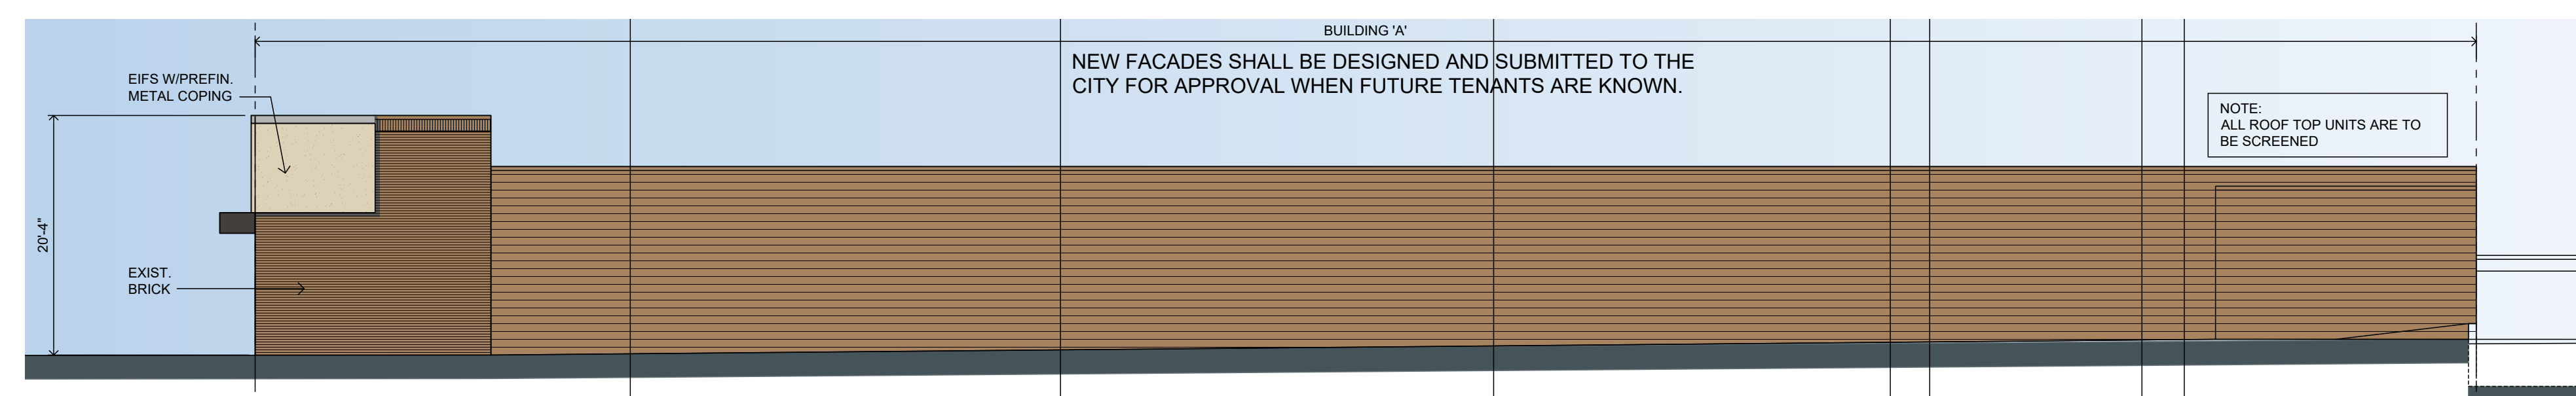 BUILDING 'A'
NEW FACADES SHALL BE DESIGNED AND SUBMITTED TO THE
CITY FOR APPROVAL WHEN FUTURE TENANTS ARE KNOWN.
EIFS W/PREFIN.
METAL COPING
NOTE:
ALL ROOF TOP UNITS ARE TO
BE SCREENED
20'-4"
EXIST.
BRICK